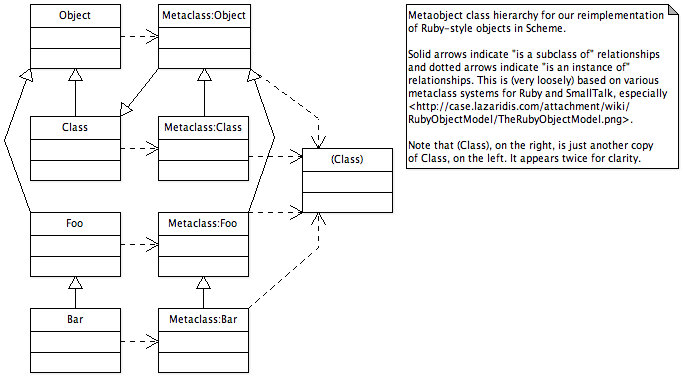 Object
Metaclass:Object
Class
Metaclass:Class
(Class)
Foo
Metaclass:Foo
Bar
Metaclass:Bar
Metaobject class hierarchy for our reimplementation
of Ruby-style objects in Scheme.
Solid arrows indicate "is a subclass of" relationships
and dotted arrows indicate "is an instance of"
relationships. This is (very loosely) based on various
metaclass systems for Ruby and SmallTalk, especially
<http://case.lazaridis.com/attachment/wiki/
RubyObjectModel/TheRubyObjectModel.png>.
Note that (Class), on the right, is just another copy
of Class, on the left. It appears twice for clarity.